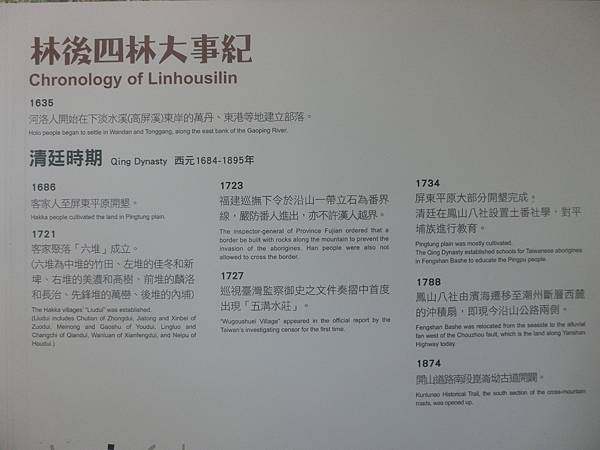 林後四林大事紀
Chronology of Linhousilin
1635
河洛人開始在下淡水溪(高屏溪)東岸的萬丹、東港等地建立部落。
Holo people began to settle in Wandan and Tonggang, along the east bank of the Gaoping River.
清廷時期 Qing Dynasty 西元1684-1895年
1686
客家人至屏東平原開墾。
Hakka people cultivated the land in Pingtung plain.
1721
客家聚落「六堆」成立。
(六堆為中堆的竹田、左堆的佳冬和新
埤、右堆的美濃和高樹、前堆的麟洛
和長治、先鋒堆的萬巒、後堆的內埔)
The Hakka villages' "Liudui" was established.
(Liudui includes Chutian of Zhongdui, Jiatong and Xinbei of
Zuodui, Meinong and Gaoshu of Youdui, Lingluo and
Changchi of Qiandui, Wanluan of Xianfengdui, and Neipu of
Houdui.)
1723
福建巡撫下令於沿山一帶立石為番界
線，嚴防番人進出，亦不許漢人越界。
The inspector-general of Province Fujian ordered that a
border be built with rocks along the mountain to prevent the
invasion of the aborigines. Han people were also not
allowed to cross the border.
1727
巡視臺灣監察御史之文件奏摺中首度
出現「五溝水莊」。
"Wugoushuei Village" appeared in the official report by the
Taiwan's investigating censor for the first time.
1734
屏東平原大部分開墾完成。
清廷在鳳山八社設置土番社學，對平
埔族進行教育。
Pingtung plain was mostly cultivated.
The Qing Dynasty established schools for Taiwanese aborigines
in Fengshan Bashe to educate the Pingpu people.
1788
鳳山八社由濱海遷移至潮州斷層西麓
的沖積扇，即現今沿山公路兩側。
Fengshan Bashe was relocated from the seaside to the alluvial
fan west of the Chouzhou fault, which is the land along Yanshan
Highway today.
1874
開山道路南段崑崙坳古道開闢。
Kunlunao Historical Trail, the south section of the cross-mountain
roads, was opened up.